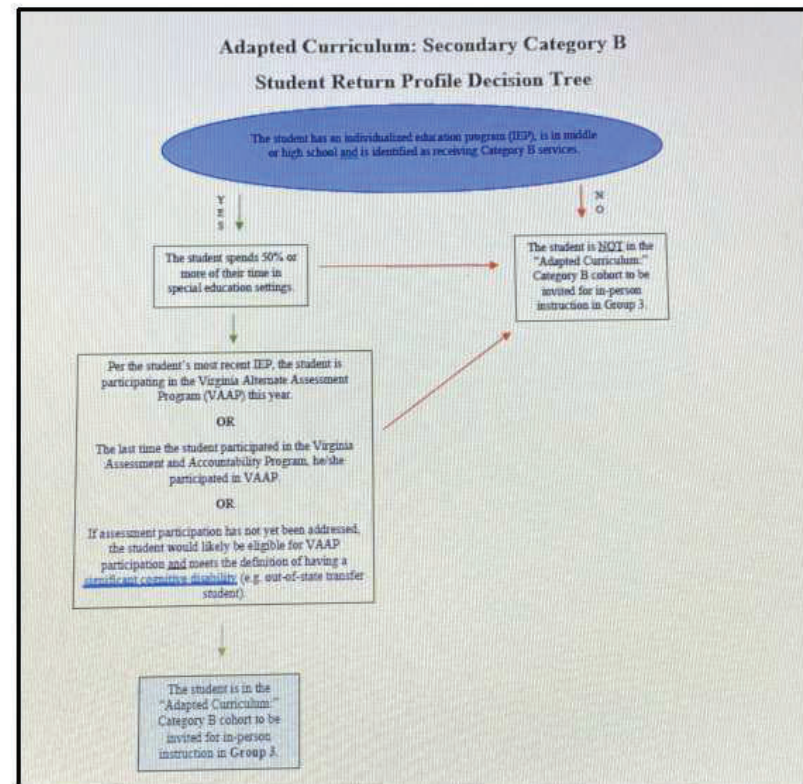 Adapted Curriculum: Secondary Category B
Student Return Profile Decision Tree
The student has an individualized education program (IEP), is in middle
or high school and is identified as receiving Category B services.
Y
E
S
N
O
The student spends 50% or
more of their time in
special education settings.
The student is NOT in the
"Adapted Curriculum:"
Category B cohort to be
invited for in-person
instruction in Group 3.
Per the student's most recent IEP, the student is
participating in the Virginia Alternate Assessment
Program (VAAP) this year.
OR
The last time the student participated in the Virginia
Assessment and Accountability Program, he/she
participated in VAAP.
OR
If assessment participation has not yet been addressed,
the student would likely be eligible for VAAP
participation and meets the definition of having a
significant cognitive disability (e.g. out-of-state transfer
student).
The student is in the
"Adapted Curriculum:"
Category B cohort to be
invited for in-person
instruction in Group 3.